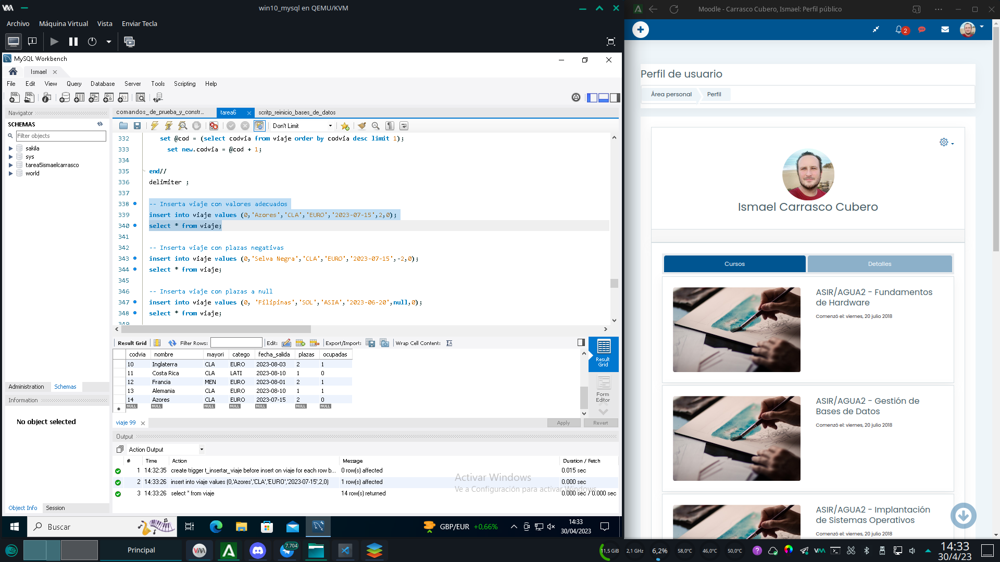 win10_mysql en QEMU/KVM
Archivo Máquina Virtual Vista Enviar Tecla
MySQL Workbench
Ismael
File Edit View Query Database Server Tools Scripting Help
Navigator
SCHEMAS
Filter objects
sakila
sys
tarea5ismaelcarrasco
world
Administration Schemas
Information
No object selected
Object Info Session
comandos_de_prueba_y_constr... tarea6 scritp_reinicio_bases_de_datos
Don't Limit
332 set @cod = (select codvia from viaje order by codvia desc limit 1);
333 set new.codvia = @cod + 1;
334
335 end//
336 delimiter ;
337
338 -- Inserta viaje con valores adecuados
339 insert into viaje values (0,'Azores','CLA','EURO','2023-07-15',2,0);
340 select * from viaje;
341
342 -- Inserta viaje con plazas negativas
343 insert into viaje values (0,'Selva Negra','CLA','EURO','2023-07-15',-2,0);
344 select * from viaje;
345
346 -- Inserta viaje con plazas a null
347 insert into viaje values (0, 'Filipinas','SOL','ASIA','2023-06-20',null,0);
348 select * from viaje;
349
Result Grid Filter Rows: Edit: Export/Import: Wrap Cell Content:
codvia nombre mayori catego fecha_salida plazas ocupadas
10 Inglaterra CLA EURO 2023-08-03 2 1
11 Costa Rica CLA LATI 2023-08-10 1 0
12 Francia MEN EURO 2023-08-01 2 1
13 Alemania CLA EURO 2023-08-10 1 1
14 Azores CLA EURO 2023-07-15 2 0
NULL NULL NULL NULL NULL NULL NULL
Result Grid
Form Editor
viaje 99
Apply Revert
Output
Action Output
# Time Action Message Duration / Fetch
1 14:32:35 create trigger t_insertar_viaje before insert on viaje for each row b... 0 row(s) affected 0.015 sec
2 14:33:26 insert into viaje values (0,'Azores','CLA','EURO','2023-07-15',2,0) 1 row(s) affected 0.000 sec
3 14:33:26 select * from viaje 14 row(s) returned 0.000 sec / 0.000 sec
Activar Windows
Ve a Configuración para activar Windows.
Buscar
GBP/EUR +0,66%
14:33
30/04/2023
Moodle - Carrasco Cubero, Ismael: Perfil público
2
Perfil de usuario
Área personal Perfil
Ismael Carrasco Cubero
Cursos Detalles
ASIR/AGUA2 - Fundamentos
de Hardware
Comenzó el: viernes, 20 julio 2018
ASIR/AGUA2 - Gestión de
Bases de Datos
Comenzó el: viernes, 20 julio 2018
ASIR/AGUA2 - Implantación
de Sistemas Operativos
Comenzó el: viernes, 20 julio 2018
Principal
7.704
11,5 GiB 2,1 GHz 6,2% 58,0°C 46,0°C 50,0°C
14:33
30/4/23